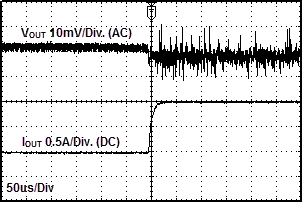 VOUT 10mV/Div. (AC)
IOUT 0.5A/Div. (DC)
50us/Div